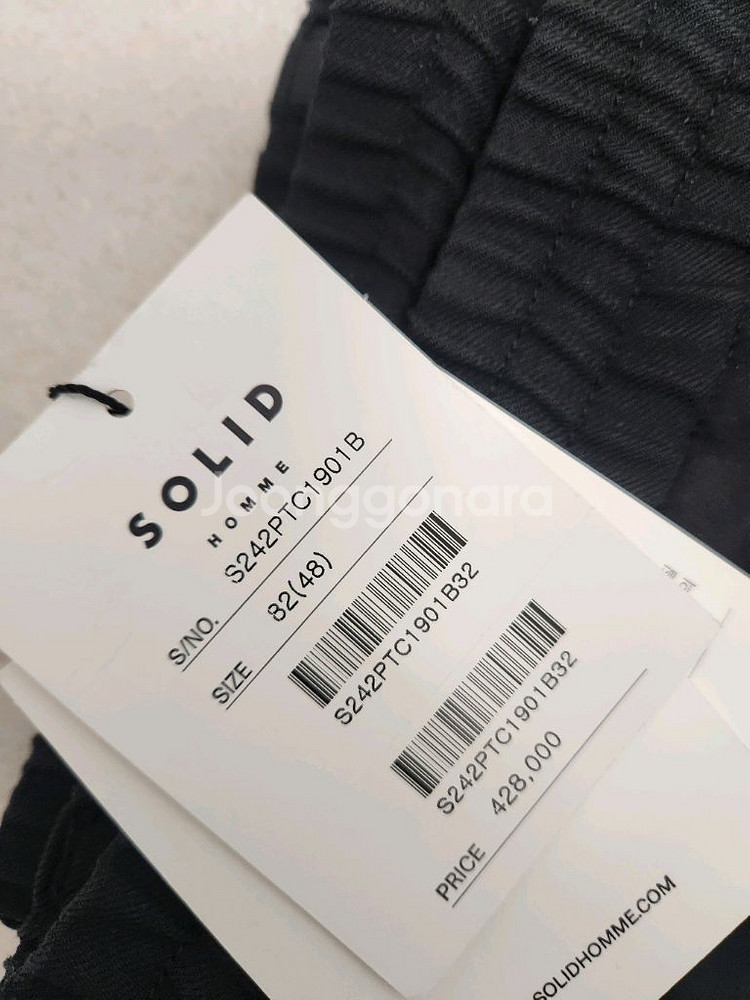 SOLID
HOMME
S/NO. S242PTC1901B
SIZE 82(48)
S242PTC1901B32
S242PTC1901B32
PRICE 428,000
SOLIDHOMME.COM
Joonggonara